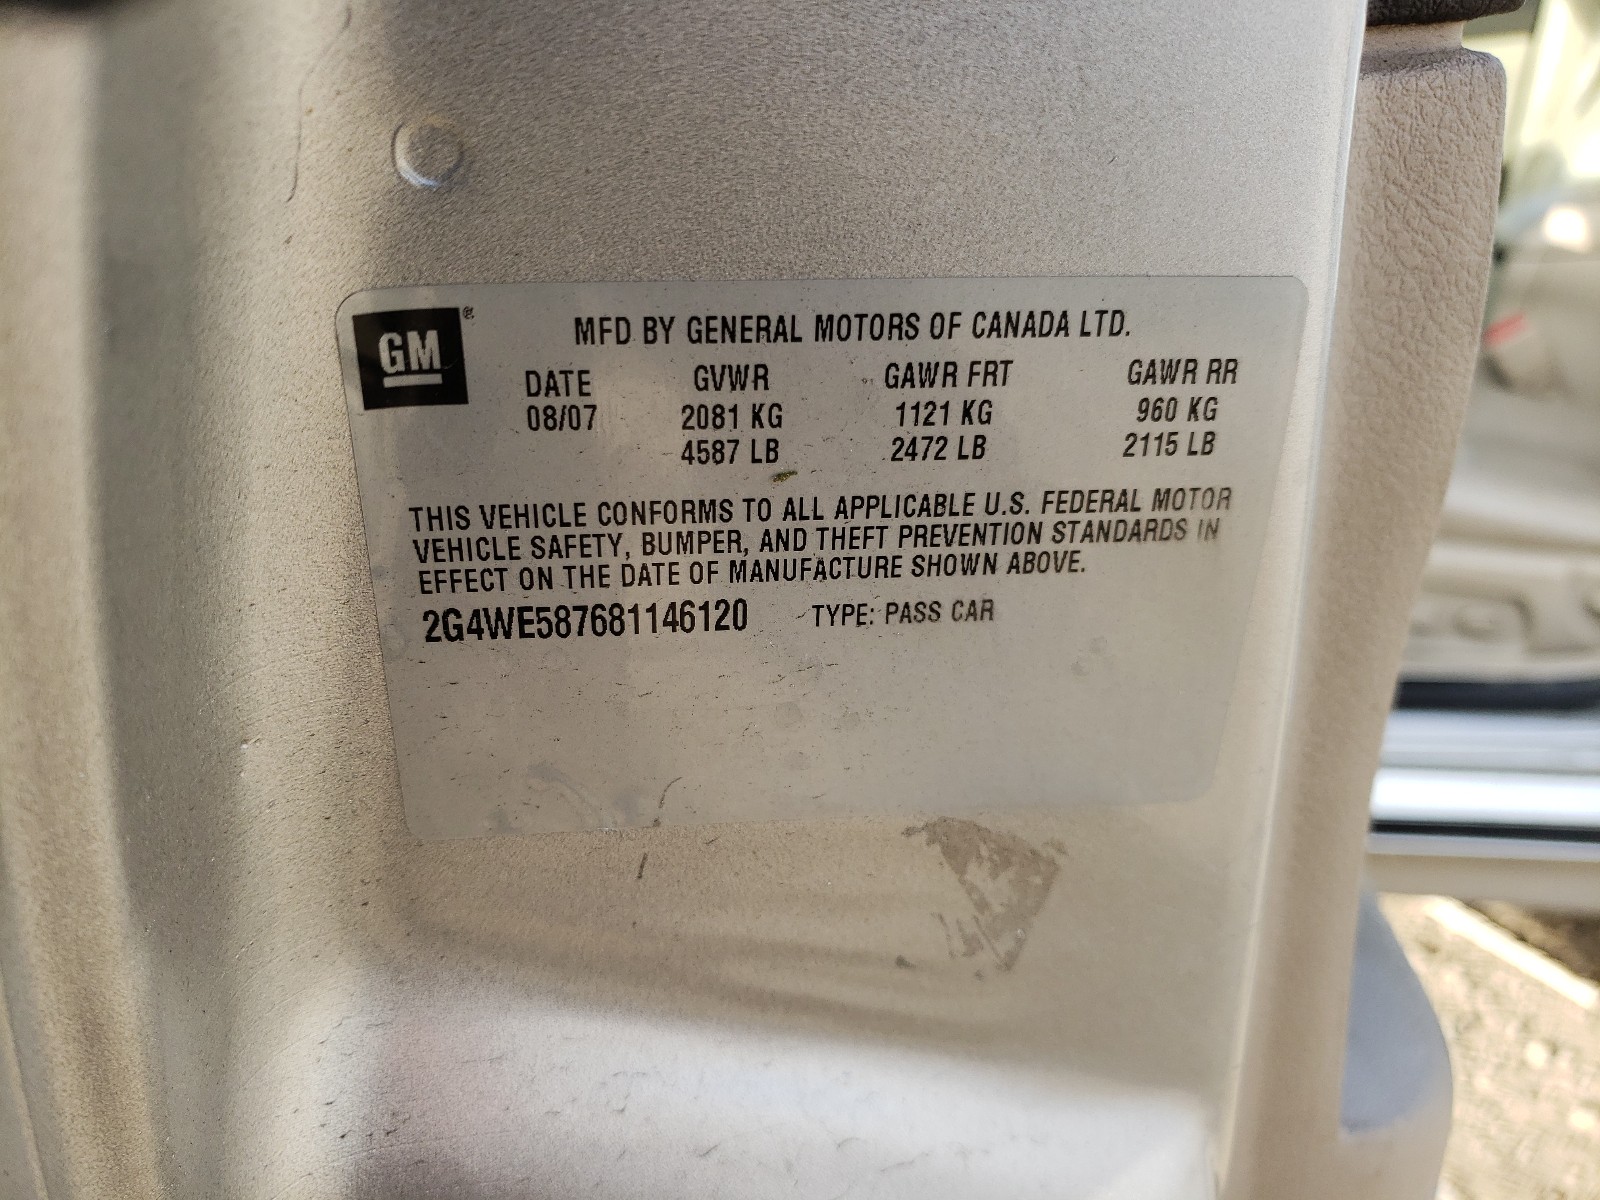 GM®
MFD BY GENERAL MOTORS OF CANADA LTD.
DATE GVWR GAWR FRT GAWR RR
08/07 2081 KG 1121 KG 960 KG
4587 LB 2472 LB 2115 LB
THIS VEHICLE CONFORMS TO ALL APPLICABLE U.S. FEDERAL MOTOR
VEHICLE SAFETY, BUMPER, AND THEFT PREVENTION STANDARDS IN
EFFECT ON THE DATE OF MANUFACTURE SHOWN ABOVE.
2G4WE587681146120 TYPE: PASS CAR